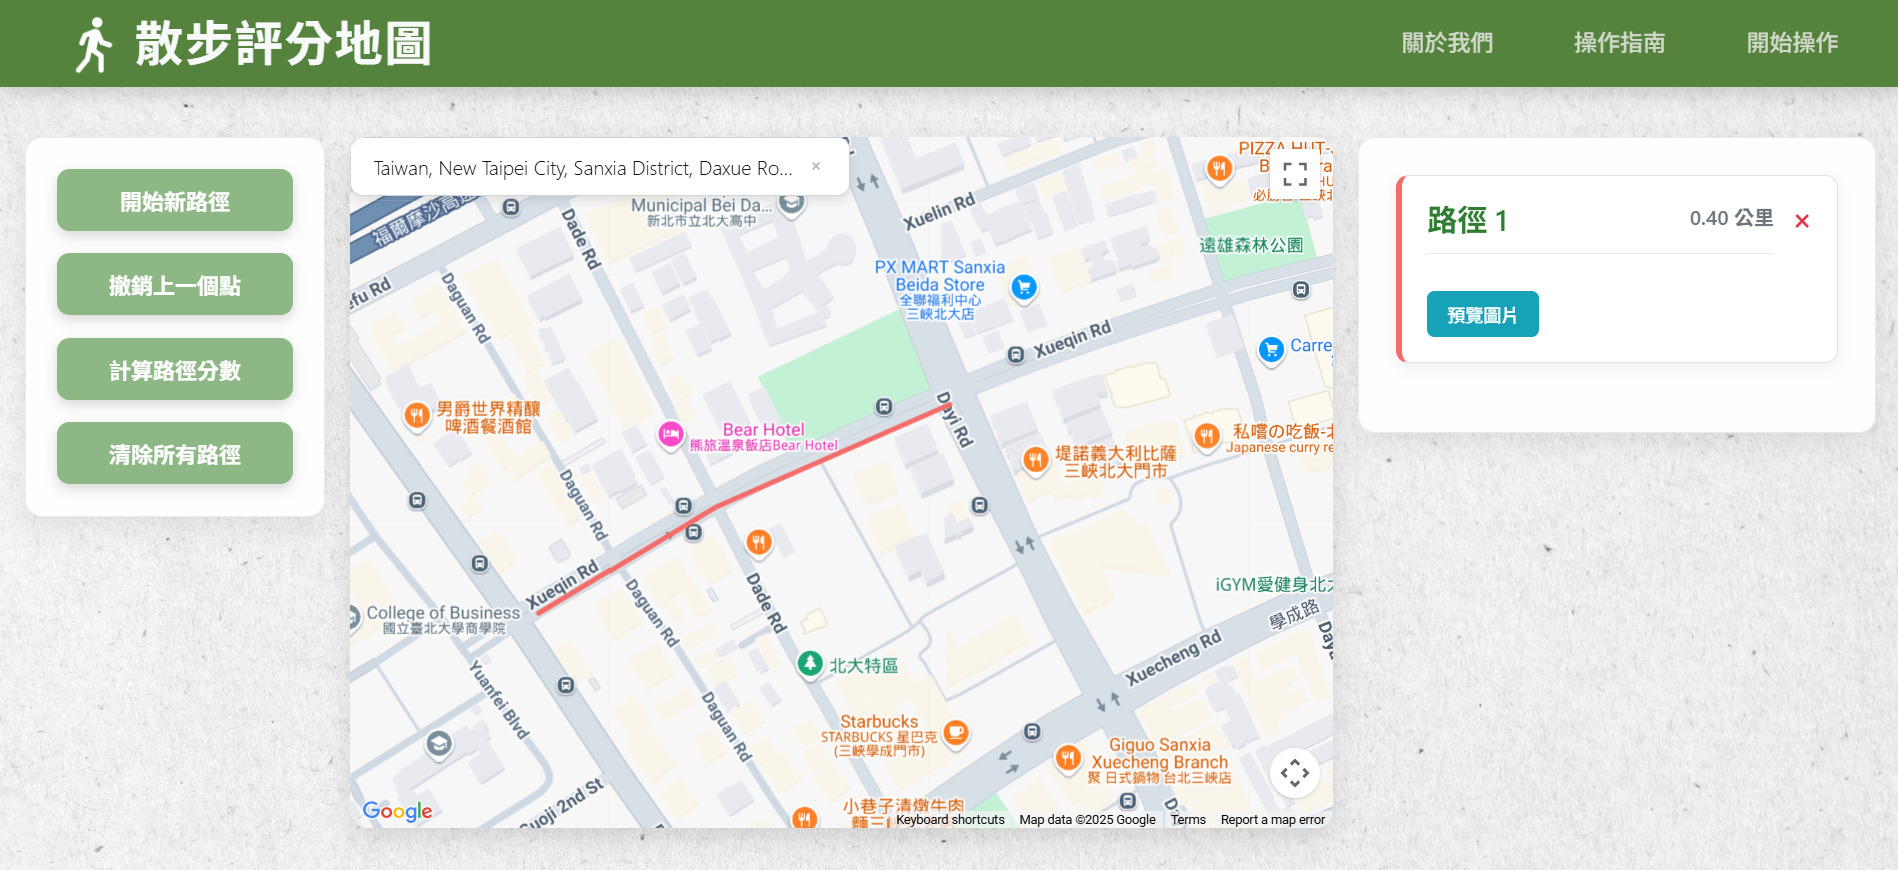 散步評分地圖
關於我們
操作指南
開始操作
開始新路徑
撤銷上一個點
計算路徑分數
清除所有路徑
Taiwan, New Taipei City, Sanxia District, Daxue Ro...
×
路徑 1
0.40 公里
×
預覽圖片
PIZZA HUT-
福爾摩沙高速
Municipal Bei Da...
新北市立北大高中
Dade Rd
Xuelin Rd
遠雄森林公園
PX MART Sanxia
Beida Store
全聯福利中心
三峽北大店
efu Rd
Daguan Rd
Xueqin Rd
Carre
男爵世界精釀
啤酒餐酒館
Bear Hotel
熊旅溫泉飯店Bear Hotel
Dayi Rd
私嚐の吃飯-北
Japanese curry re
堤諾義大利比薩
三峽北大門市
Daguan Rd
Xueqin Rd
Daguan Rd
Dade Rd
College of Business
國立臺北大學商學院
iGYM愛健身北大
學成路
Xuecheng Rd
北大特區
Yuanfei Blvd
Daguan Rd
Starbucks
STARBUCKS 星巴克
(三峽學成門市)
Giguo Sanxia
Xuecheng Branch
聚 日式鍋物 台北三峽店
Guoji 2nd St
小巷子清燉牛肉
Google
Keyboard shortcuts
Map data ©2025 Google
Terms
Report a map error